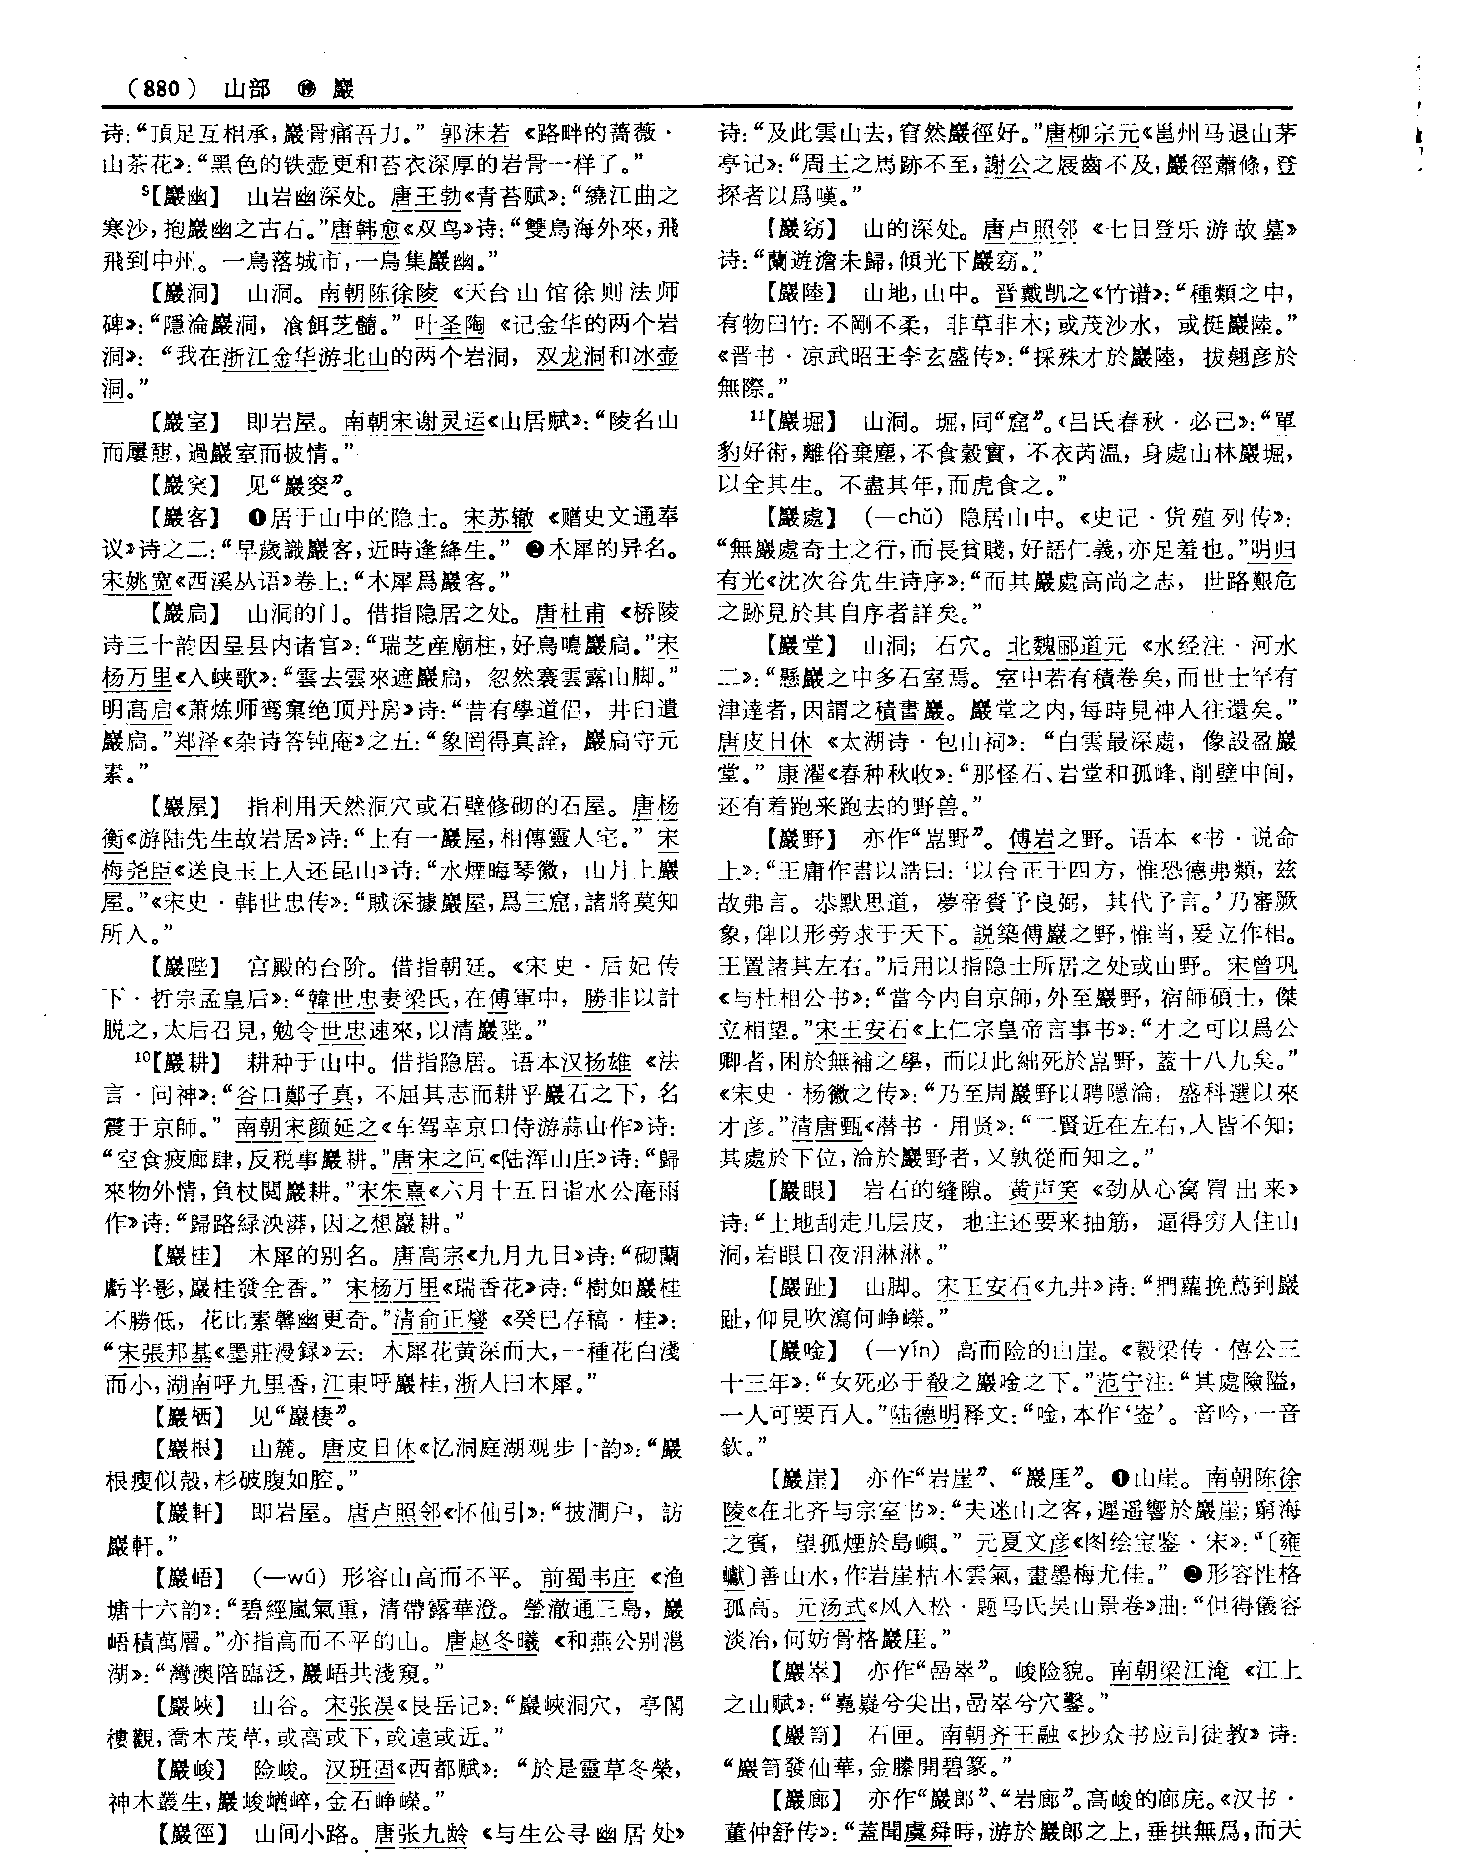 (880) 山部 ⑲ 巖
诗:“頂足互相承,巖骨痛吾力。” 郭沫若《路畔的蔷薇·
山茶花》:“黑色的铁壶更和苔衣深厚的岩骨一样了。”
⁵【巖幽】 山岩幽深处。唐王勃《青苔赋》:“繞江曲之
寒沙,抱巖幽之古石。”唐韩愈《双鸟》诗:“雙鳥海外來,飛
飛到中州。一鳥落城市,一鳥集巖幽。”
【巖洞】 山洞。南朝陈徐陵《天台山馆徐则法师
碑》:“隱淪巖洞,飡餌芝髓。” 叶圣陶《记金华的两个岩
洞》:“我在浙江金华游北山的两个岩洞,双龙洞和冰壶
洞。”
【巖室】 即岩屋。南朝宋谢灵运《山居赋》:“陵名山
而屢憇,過巖室而披情。”
【巖突】 见“巖窔”。
【巖客】 ❶居于山中的隐士。宋苏辙《赠史文通奉
议》诗之二:“早歲識巖客,近時逢絳生。” ❷木犀的异名。
宋姚宽《西溪丛语》卷上:“木犀爲巖客。”
【巖扃】 山洞的门。借指隐居之处。唐杜甫《桥陵
诗三十韵因呈县内诸官》:“瑞芝産廟柱,好鳥鳴巖扃。”宋
杨万里《入峡歌》:“雲去雲來遮巖扃,忽然褰雲露山脚。”
明高启《萧炼师鸾窠绝顶丹房》诗:“昔有學道侣,井臼遺
巖扃。”郑泽《杂诗答钝庵》之五:“象罔得真詮,巖扃守元
素。”
【巖屋】 指利用天然洞穴或石壁修砌的石屋。唐杨
衡《游陆先生故岩居》诗:“上有一巖屋,相傳靈人宅。” 宋
梅尧臣《送良玉上人还昆山》诗:“水煙晦琴徽,山月上巖
屋。”《宋史·韩世忠传》:“賊深據巖屋,爲三窟,諸將莫知
所入。”
【巖陛】 宫殿的台阶。借指朝廷。《宋史·后妃传
下·哲宗孟皇后》:“韓世忠妻梁氏,在傅軍中,勝非以計
脱之,太后召見,勉令世忠速來,以清巖陛。”
¹⁰【巖耕】 耕种于山中。借指隐居。语本汉扬雄《法
言·问神》:“谷口鄭子真,不屈其志而耕乎巖石之下,名
震于京師。” 南朝宋颜延之《车驾幸京口侍游蒜山作》诗:
“空食疲廊肆,反税事巖耕。”唐宋之问《陆浑山庄》诗:“歸
來物外情,負杖閲巖耕。”宋朱熹《六月十五日诣水公庵雨
作》诗:“歸路緑泱漭,因之想巖耕。”
【巖桂】 木犀的别名。唐高宗《九月九日》诗:“砌蘭
虧半影,巖桂發全香。” 宋杨万里《瑞香花》诗:“樹如巖桂
不勝低,花比素馨幽更奇。”清俞正燮《癸巳存稿·桂》:
“宋張邦基《墨莊漫録》云:木犀花黄深而大,一種花白淺
而小,湖南呼九里香,江東呼巖桂,浙人曰木犀。”
【巖栖】 见“巖棲”。
【巖根】 山麓。唐皮日休《忆洞庭湖观步十韵》:“巖
根瘦似殼,杉破腹如腔。”
【巖軒】 即岩屋。唐卢照邻《怀仙引》:“披澗户,訪
巖軒。”
【巖峿】 (—wú) 形容山高而不平。前蜀韦庄《渔
塘十六韵》:“碧經嵐氣重,清帶露華澄。瑩澈通三島,巖
峿積萬層。”亦指高而不平的山。唐赵冬曦《和燕公别㴩
湖》:“灣澳陪臨泛,巖峿共淺窺。”
【巖峽】 山谷。宋张淏《艮岳记》:“巖峽洞穴,亭閣
樓觀,喬木茂草,或高或下,或遠或近。”
【巖峻】 险峻。汉班固《西都赋》:“於是靈草冬榮,
神木叢生,巖峻崷崪,金石峥嶸。”
【巖徑】 山间小路。唐张九龄《与生公寻幽居处》
诗:“及此雲山去,窅然巖徑好。”唐柳宗元《邕州马退山茅
亭记》:“周王之馬跡不至,謝公之屐齒不及,巖徑蕭條,登
探者以爲嘆。”
【巖窈】 山的深处。唐卢照邻《七日登乐游故墓》
诗:“蘭遊澹未歸,傾光下巖窈。”
【巖陸】 山地,山中。晋戴凯之《竹谱》:“種類之中,
有物曰竹:不剛不柔,非草非木;或茂沙水,或挺巖陸。”
《晋书·凉武昭王李玄盛传》:“採殊才於巖陸,拔翹彦於
無際。”
¹¹【巖堀】 山洞。堀,同“窟”。《吕氏春秋·必己》:“單
豹好術,離俗棄塵,不食穀實,不衣芮温,身處山林巖堀,
以全其生。不盡其年,而虎食之。”
【巖處】 (—chǔ) 隐居山中。《史记·货殖列传》:
“無巖處奇士之行,而長貧賤,好語仁義,亦足羞也。”明归
有光《沈次谷先生诗序》:“而其巖處高尚之志,世路艱危
之跡見於其自序者詳矣。”
【巖堂】 山洞;石穴。北魏郦道元《水经注·河水
二》:“懸巖之中多石室焉。室中若有積卷矣,而世士罕有
津逹者,因謂之積書巖。巖堂之内,每時見神人往還矣。”
唐皮日休《太湖诗·包山祠》:“白雲最深處,像設盈巖
堂。” 康濯《春种秋收》:“那怪石、岩堂和孤峰、削壁中间,
还有着跑来跑去的野兽。”
【巖野】 亦作“嵒野”。傅岩之野。语本《书·说命
上》:“王庸作書以誥曰:‘以台正于四方,惟恐德弗類,兹
故弗言。恭默思道,夢帝賚予良弼,其代予言。’乃審厥
象,俾以形旁求于天下。説築傅巖之野,惟肖,爰立作相。
王置諸其左右。”后用以指隐士所居之处或山野。宋曾巩
《与杜相公书》:“當今内自京師,外至巖野,宿師碩士,傑
立相望。”宋王安石《上仁宗皇帝言事书》:“才之可以爲公
卿者,困於無補之學,而以此絀死於嵒野,蓋十八九矣。”
《宋史·杨徽之传》:“乃至周巖野以聘隱淪,盛科選以來
才彦。”清唐甄《潜书·用贤》:“二賢近在左右,人皆不知;
其處於下位,淪於巖野者,又孰從而知之。”
【巖眼】 岩石的缝隙。黄声笑《劲从心窝冒出来》
诗:“土地刮走几层皮,地主还要来抽筋,逼得穷人住山
洞,岩眼日夜泪淋淋。”
【巖趾】 山脚。宋王安石《九井》诗:“捫蘿挽蔦到巖
趾,仰見吹瀉何峥嶸。”
【巖唫】 (—yín) 高而险的山崖。《穀梁传·僖公三
十三年》:“女死必于殽之巖唫之下。”范宁注:“其處險隘,
一人可要百人。”陆德明释文:“唫,本作‘崟’。音吟,一音
欽。”
【巖崖】 亦作“岩崖”、“巖厓”。❶山崖。南朝陈徐
陵《在北齐与宗室书》:“夫迷山之客,遲遥響於巖崖;窮海
之賓,望孤煙於島嶼。” 元夏文彦《图绘宝鉴·宋》:“〔雍
巘〕善山水,作岩崖枯木雲氣,畫墨梅尤佳。” ❷形容性格
孤高。元汤式《风入松·题马氏吴山景卷》曲:“但得儀容
淡冶,何妨骨格巖厓。”
【巖崒】 亦作“嵒崒”。峻险貌。南朝梁江淹《江上
之山赋》:“嶢嶷兮尖出,嵒崒兮穴鑿。”
【巖笥】 石匣。南朝齐王融《抄众书应司徒教》诗:
“巖笥發仙華,金縢開碧篆。”
【巖廊】 亦作“巖郎”、“岩廊”。高峻的廊庑。《汉书·
董仲舒传》:“蓋聞虞舜時,游於巖郎之上,垂拱無爲,而天